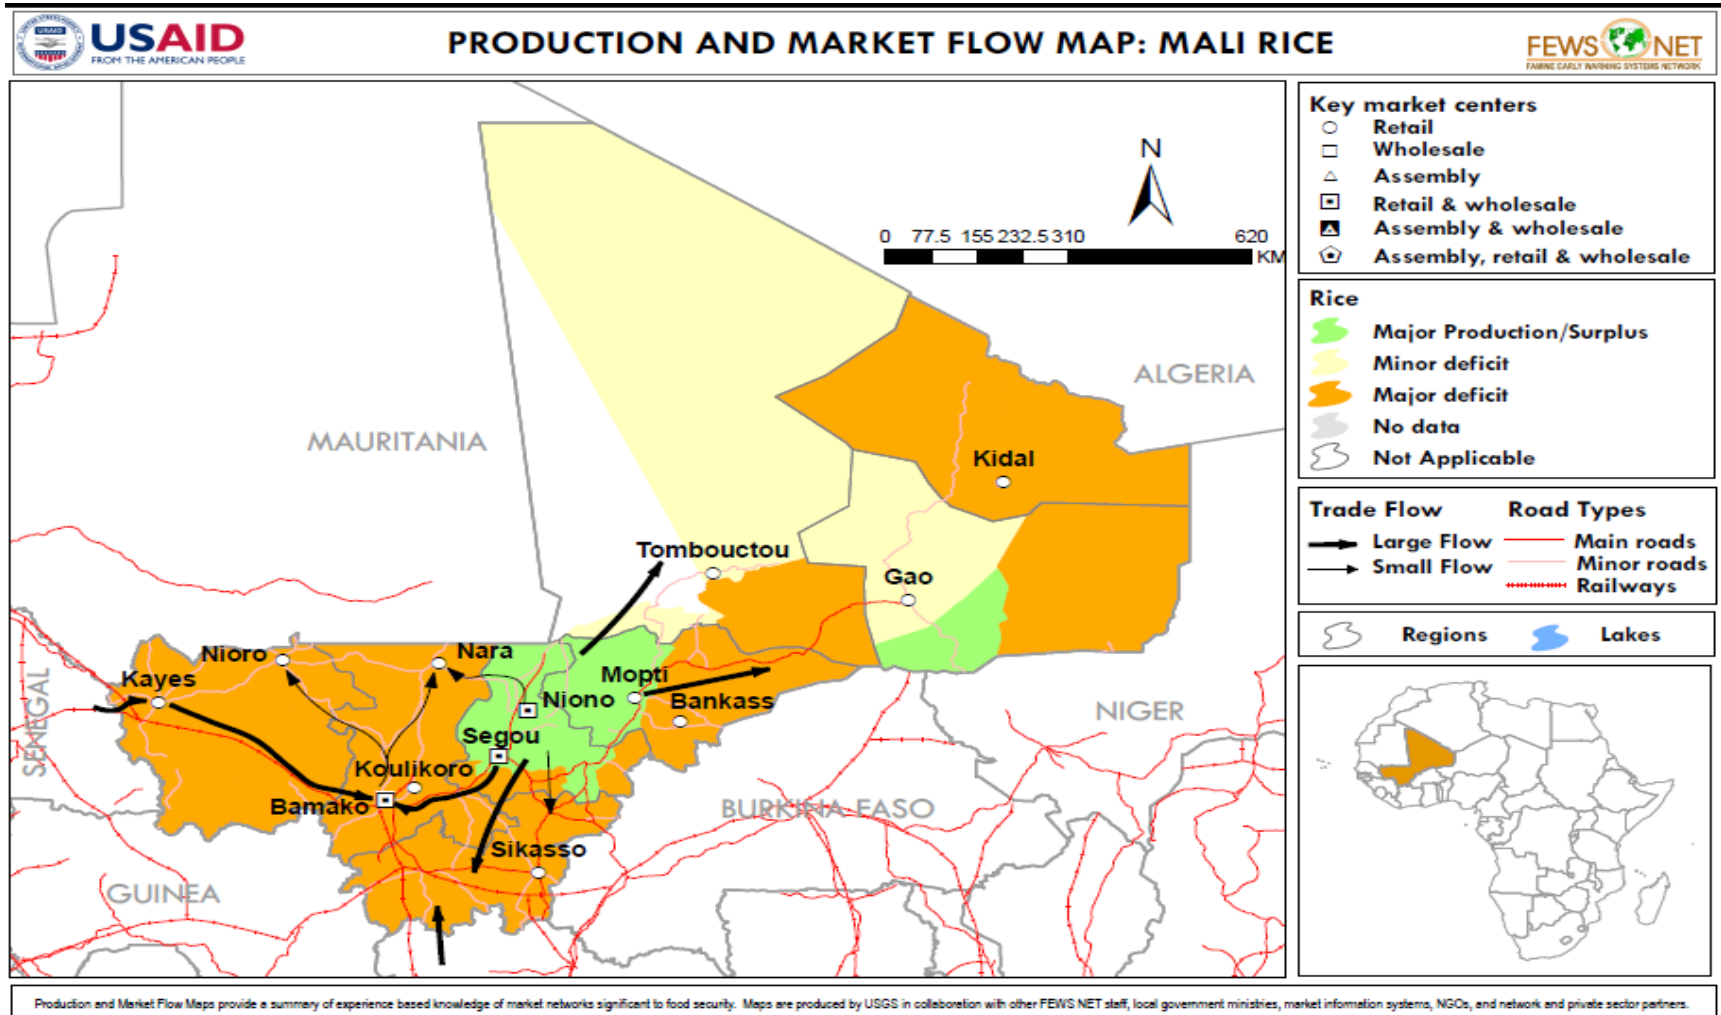 USAID
FROM THE AMERICAN PEOPLE
PRODUCTION AND MARKET FLOW MAP: MALI RICE
FEWS NET
FAMINE EARLY WARNING SYSTEMS NETWORK
N
0 77.5 155 232.5 310 620
KM
ALGERIA
MAURITANIA
Kidal
Tombouctou
Gao
Nioro
Nara
Kayes
Mopti
Niono
Bankass
SENEGAL
NIGER
Segou
Koulikoro
Bamako
BURKINA FASO
Sikasso
GUINEA
Key market centers
Retail
Wholesale
Assembly
Retail & wholesale
Assembly & wholesale
Assembly, retail & wholesale
Rice
Major Production/Surplus
Minor deficit
Major deficit
No data
Not Applicable
Trade Flow Road Types
Large Flow Main roads
Small Flow Minor roads
Railways
Regions Lakes
Production and Market Flow Maps provide a summary of experience based knowledge of market networks significant to food security. Maps are produced by USGS in collaboration with other FEWS NET staff, local government ministries, market information systems, NGOs, and network and private sector partners.